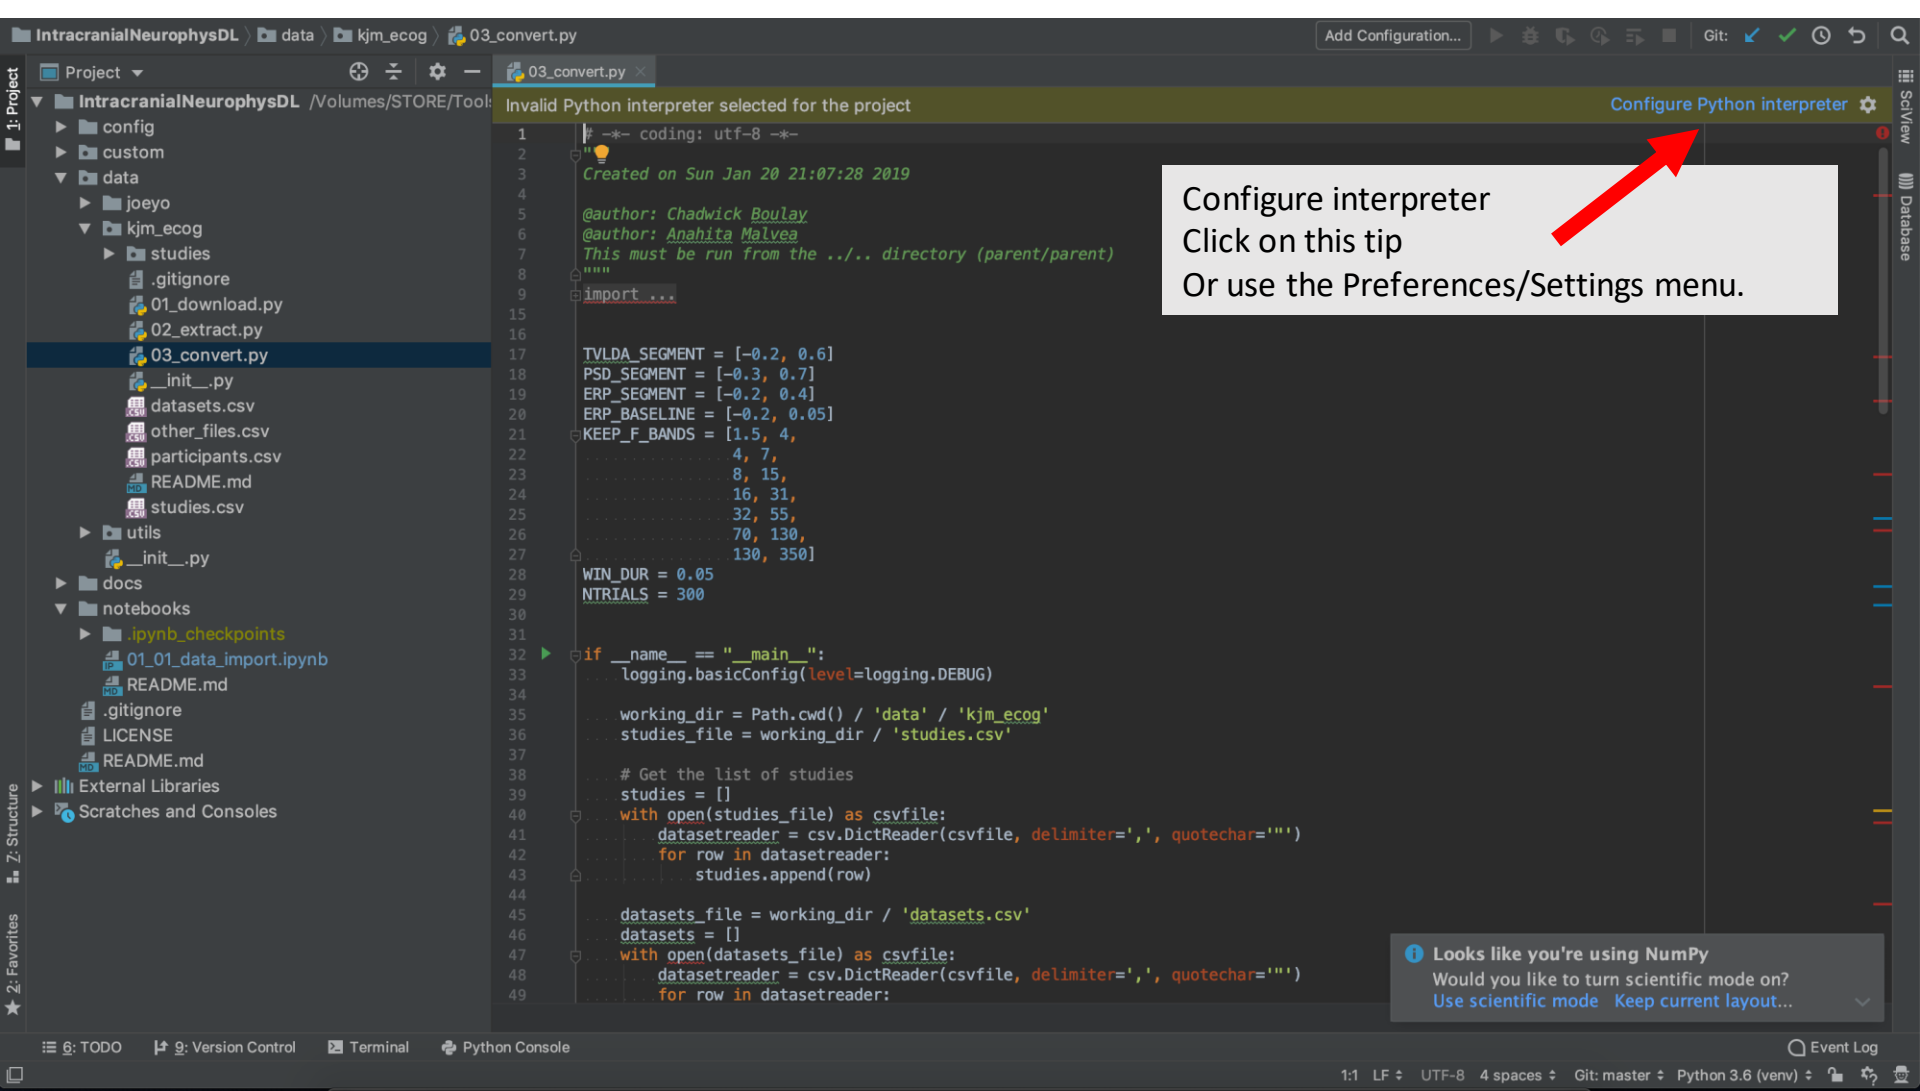 IntracranialNeurophysDL
data
kjm_ecog
03_convert.py
Add Configuration...
Git:
Project
03_convert.py
1: Project
IntracranialNeurophysDL /Volumes/STORE/Tool
config
custom
data
joeyo
kjm_ecog
studies
.gitignore
01_download.py
02_extract.py
03_convert.py
__init__.py
datasets.csv
other_files.csv
participants.csv
README.md
studies.csv
utils
__init__.py
docs
notebooks
.ipynb_checkpoints
01_01_data_import.ipynb
README.md
.gitignore
LICENSE
README.md
External Libraries
Scratches and Consoles
Z: Structure
2: Favorites
Invalid Python interpreter selected for the project
Configure Python interpreter
SciView
Database
Configure interpreter
Click on this tip
Or use the Preferences/Settings menu.
1 # -*- coding: utf-8 -*-
2 "
3 Created on Sun Jan 20 21:07:28 2019
4
5 @author: Chadwick Boulay
6 @author: Anahita Malvea
7 This must be run from the ../.. directory (parent/parent)
8 """
9 import ...
15
16
17 TVLDA_SEGMENT = [-0.2, 0.6]
18 PSD_SEGMENT = [-0.3, 0.7]
19 ERP_SEGMENT = [-0.2, 0.4]
20 ERP_BASELINE = [-0.2, 0.05]
21 KEEP_F_BANDS = [1.5, 4,
22 4, 7,
23 8, 15,
24 16, 31,
25 32, 55,
26 70, 130,
27 130, 350]
28 WIN_DUR = 0.05
29 NTRIALS = 300
30
31
32 if __name__ == "__main__":
33 logging.basicConfig(level=logging.DEBUG)
34
35 working_dir = Path.cwd() / 'data' / 'kjm_ecog'
36 studies_file = working_dir / 'studies.csv'
37
38 # Get the list of studies
39 studies = []
40 with open(studies_file) as csvfile:
41 datasetreader = csv.DictReader(csvfile, delimiter=',', quotechar='"')
42 for row in datasetreader:
43 studies.append(row)
44
45 datasets_file = working_dir / 'datasets.csv'
46 datasets = []
47 with open(datasets_file) as csvfile:
48 datasetreader = csv.DictReader(csvfile, delimiter=',', quotechar='"')
49 for row in datasetreader:
Looks like you're using NumPy
Would you like to turn scientific mode on?
Use scientific mode Keep current layout...
6: TODO
9: Version Control
Terminal
Python Console
Event Log
1:1 LF UTF-8 4 spaces Git: master Python 3.6 (venv)